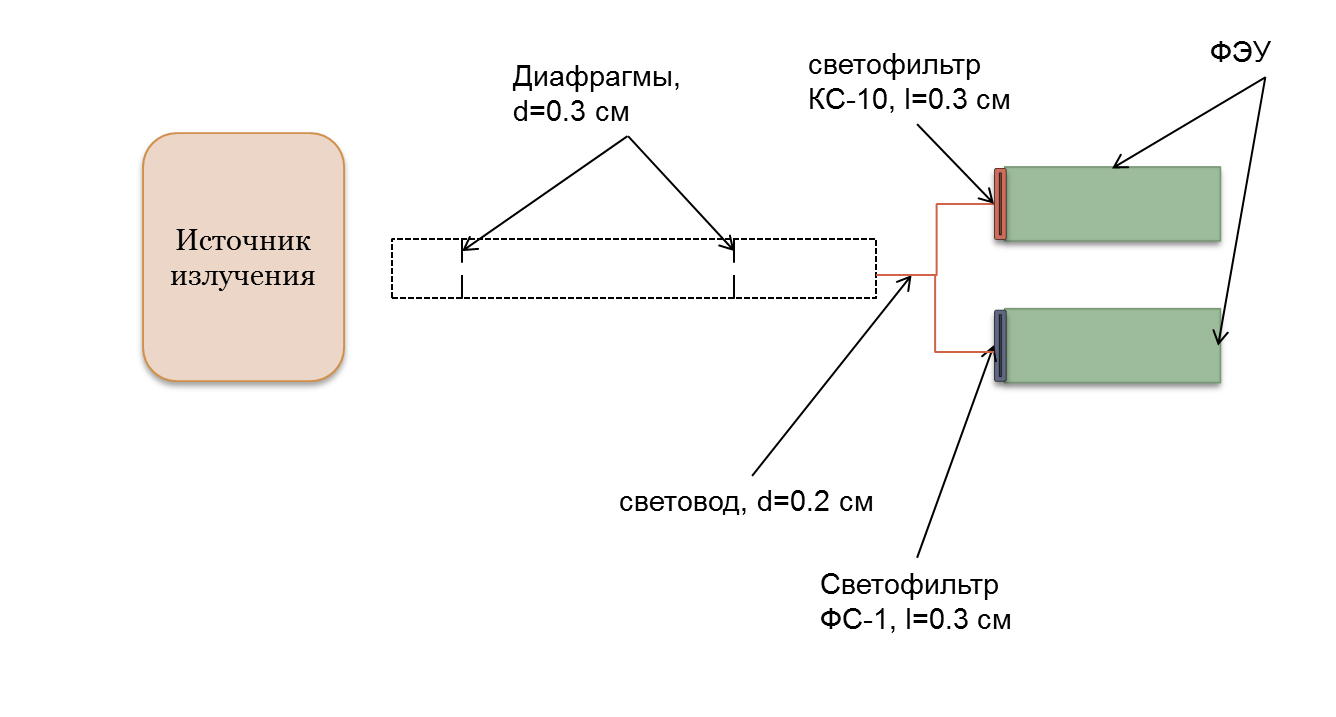 ФЭУ
светофильтр
КС-10, l=0.3 см
Диафрагмы,
d=0.3 см
Источник
излучения
световод, d=0.2 см
Светофильтр
ФС-1, l=0.3 см